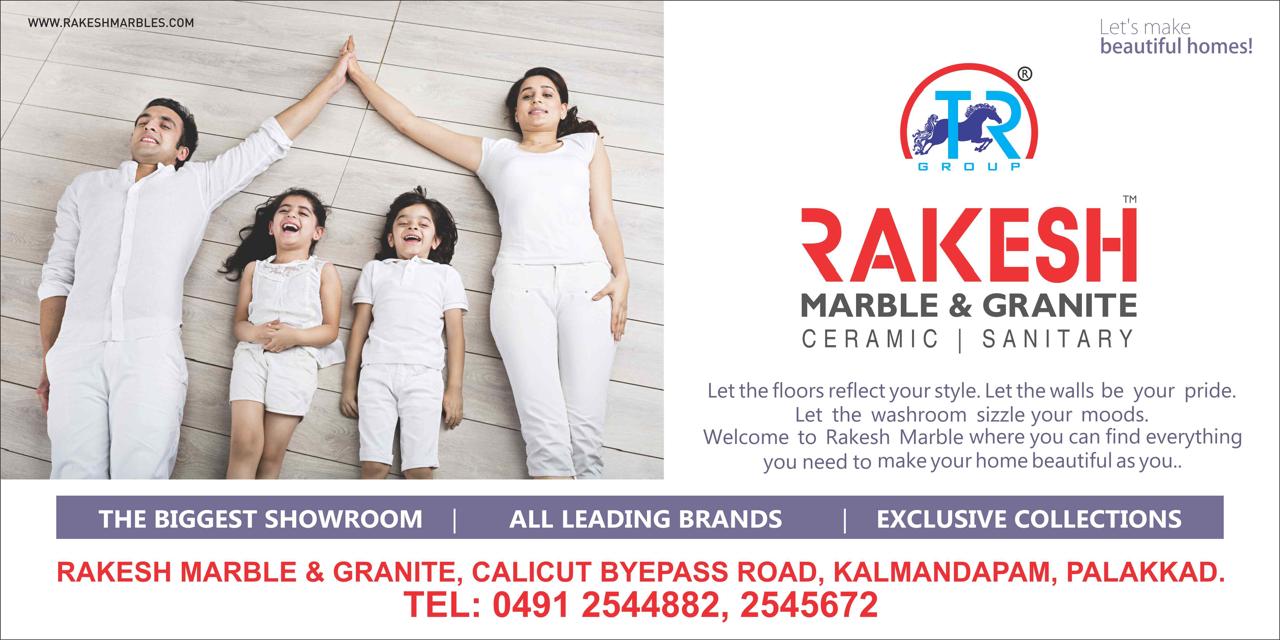 WWW.RAKESHMARBLES.COM
Let's make
beautiful homes!
®
TR
GROUP
RAKESH™
MARBLE & GRANITE
CERAMIC | SANITARY
Let the floors reflect your style. Let the walls be your pride.
Let the washroom sizzle your moods.
Welcome to Rakesh Marble where you can find everything
you need to make your home beautiful as you..
THE BIGGEST SHOWROOM | ALL LEADING BRANDS | EXCLUSIVE COLLECTIONS
RAKESH MARBLE & GRANITE, CALICUT BYEPASS ROAD, KALMANDAPAM, PALAKKAD.
TEL: 0491 2544882, 2545672